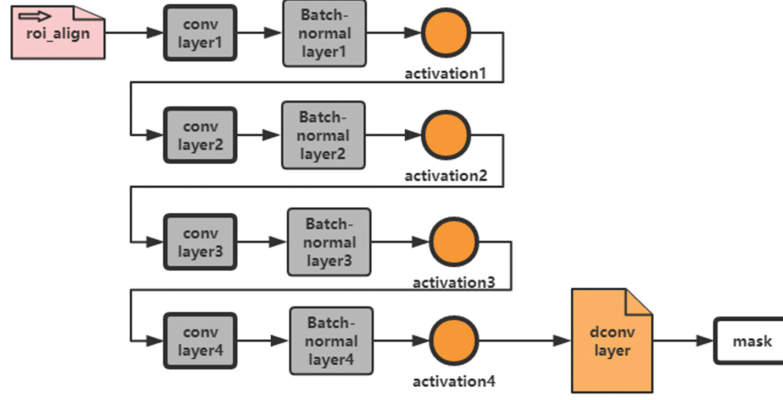 roi_align
conv
layer1
Batch-
normal
layer1
activation1
conv
layer2
Batch-
normal
layer2
activation2
conv
layer3
Batch-
normal
layer3
activation3
conv
layer4
Batch-
normal
layer4
activation4
dconv
layer
mask